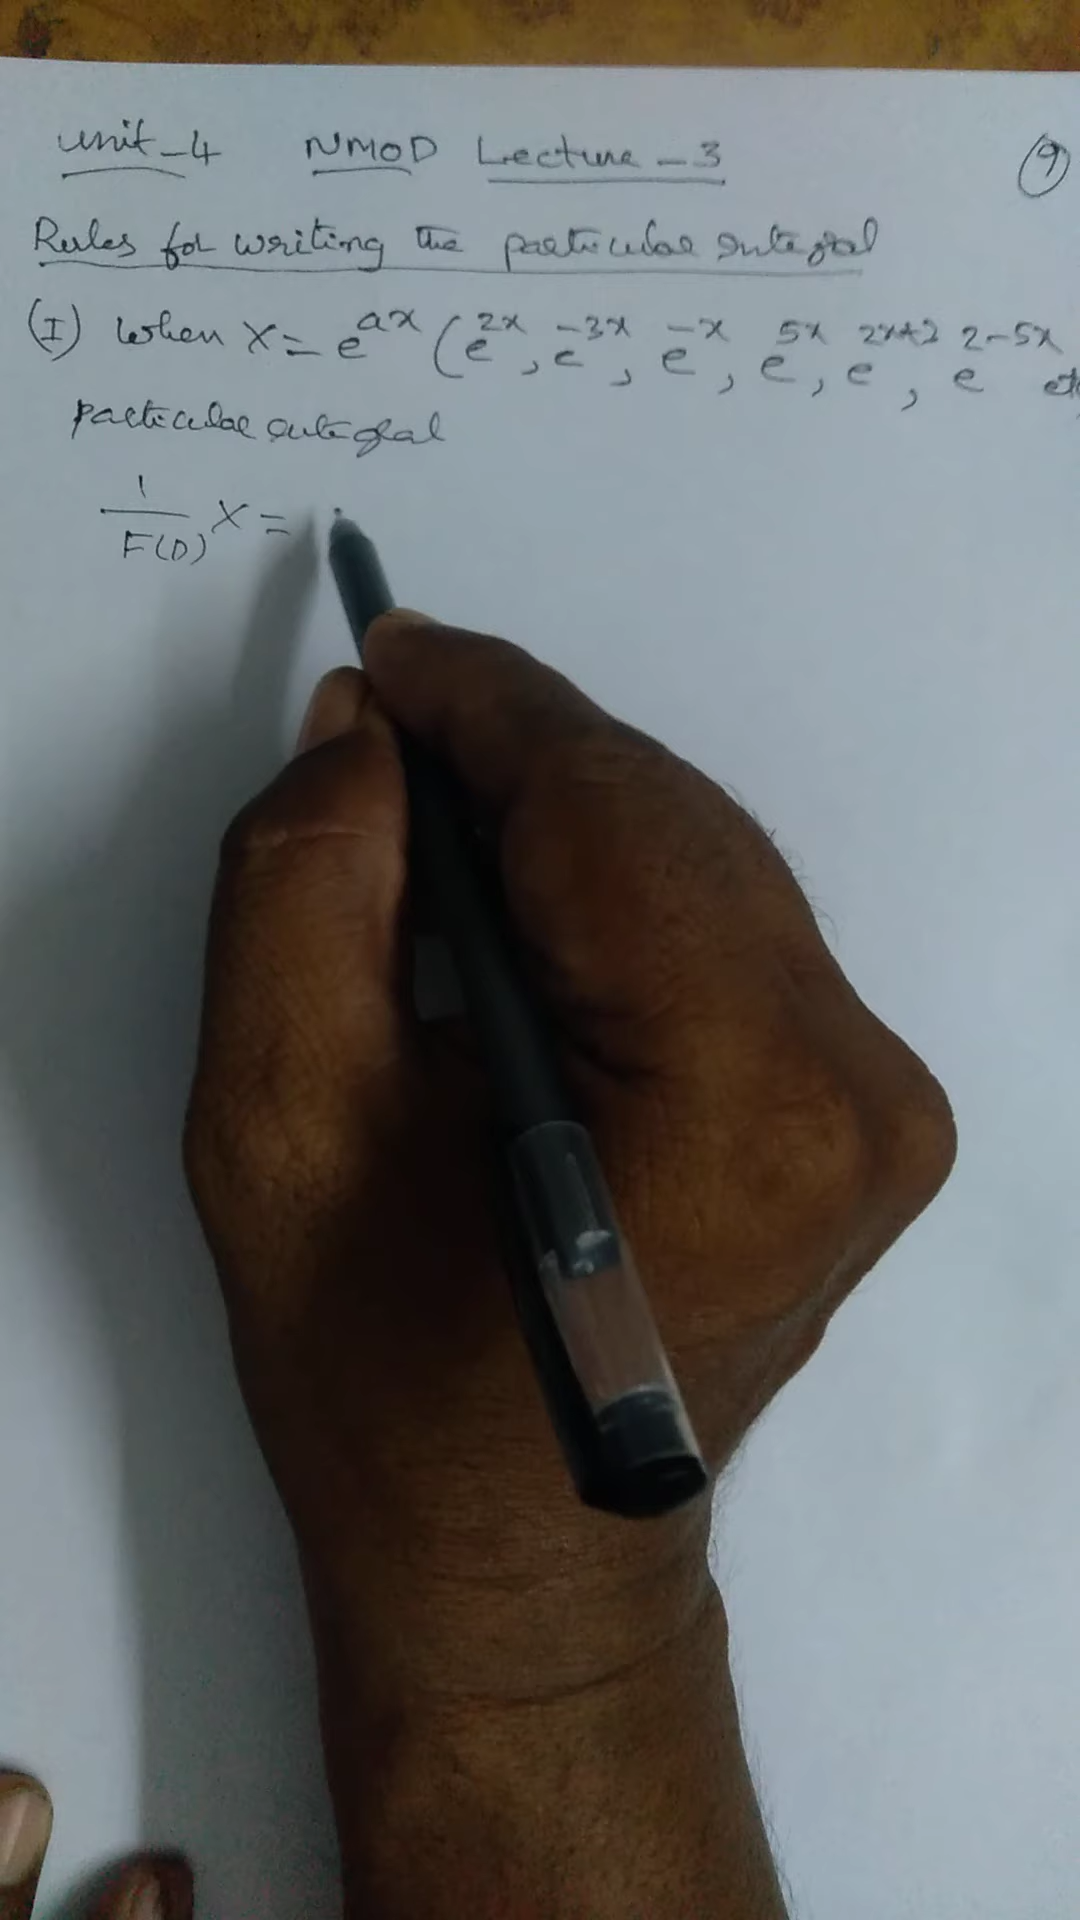 Unit-4 NMOD Lecture-3 9
Rules for writing the particular integral
(I) When X = e^ax (e^2x, e^-3x, e^-x, e^5x, e^2x+2, e^2-5x etc
particular integral
1/F(D) X =